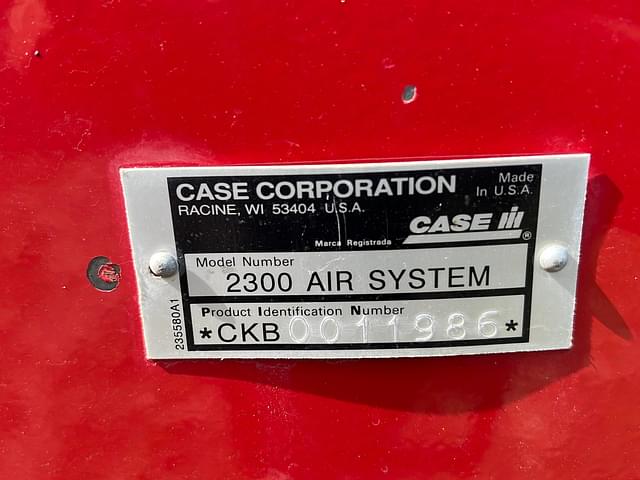 CASE CORPORATION
RACINE, WI 53404 U.S.A.
Made
In U.S.A.
CASE IH
®
Marca Registrada
Model Number
2300 AIR SYSTEM
Product Identification Number
*CKB0011986*
235580A1